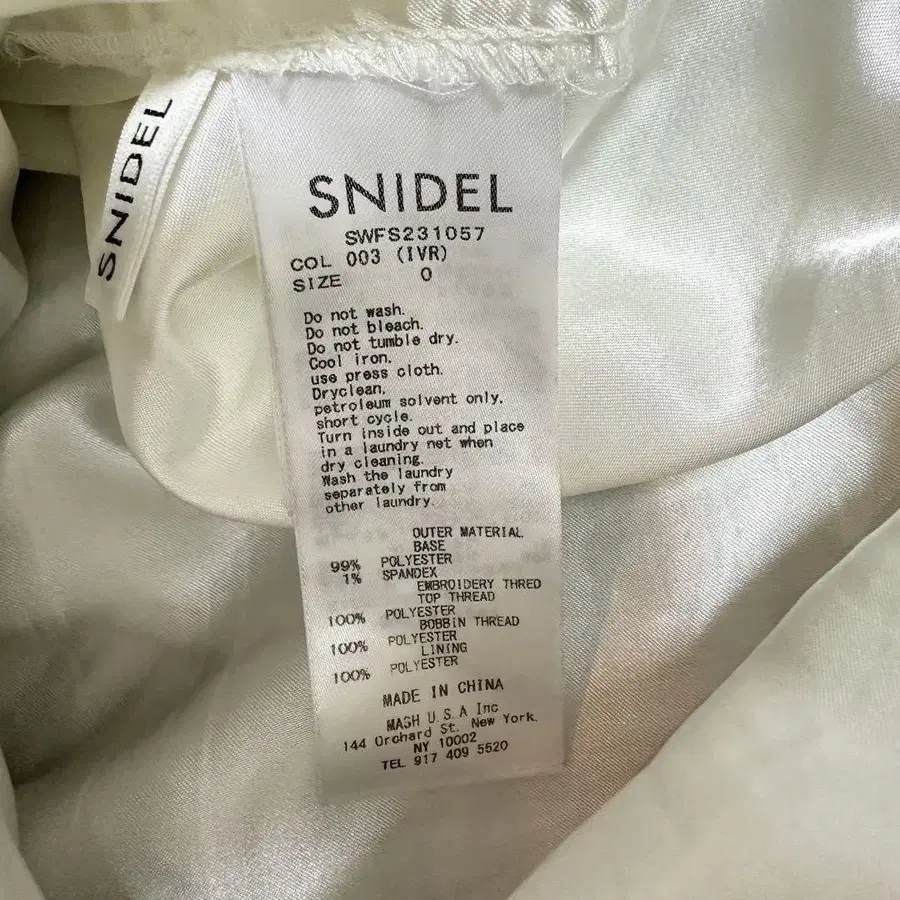 SNIDEL
SNIDEL
SWFS231057
COL 003 (IVR)
SIZE 0
Do not wash.
Do not bleach.
Do not tumble dry.
Cool iron.
use press cloth.
Dryclean,
petroleum solvent only,
short cycle.
Turn inside out and place
in a laundry net when
dry cleaning.
Wash the laundry
separately from
other laundry.
OUTER MATERIAL
BASE
99% POLYESTER
1% SPANDEX
EMBROIDERY THRED
TOP THREAD
100% POLYESTER
BOBBIN THREAD
100% POLYESTER
LINING
100% POLYESTER
MADE IN CHINA
MASH U.S.A Inc
144 Orchard St. New York.
NY 10002
TEL 917 409 5520